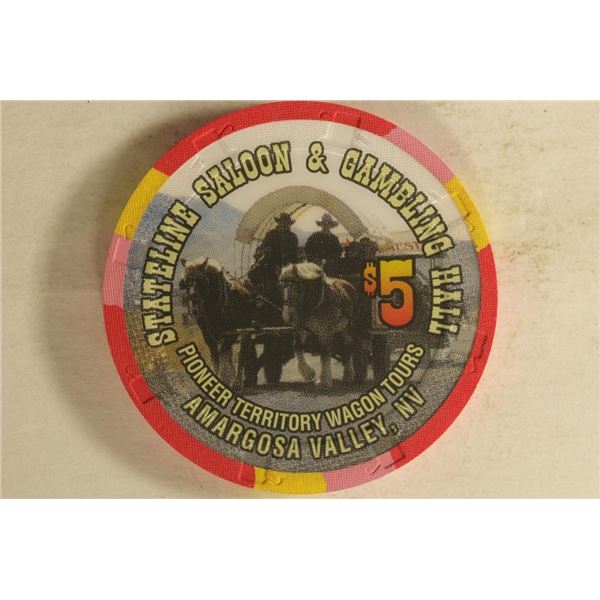 STATELINE SALOON & GAMBLING HALL
$5
PIONEER TERRITORY WAGON TOURS
AMARGOSA VALLEY, NV